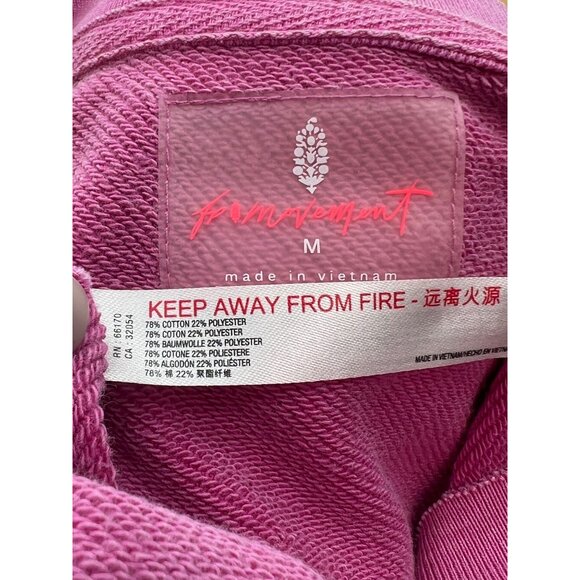 fp movement
M
made in vietnam
KEEP AWAY FROM FIRE - 远离火源
RN : 66170
CA : 32054
78% COTTON 22% POLYESTER
78% COTON 22% POLYESTER
78% BAUMWOLLE 22% POLYESTER
78% COTONE 22% POLIESTERE
78% ALGODÓN 22% POLIÉSTER
78% 棉 22% 聚酯纤维
MADE IN VIETNAM/HECHO EN VIETNAM